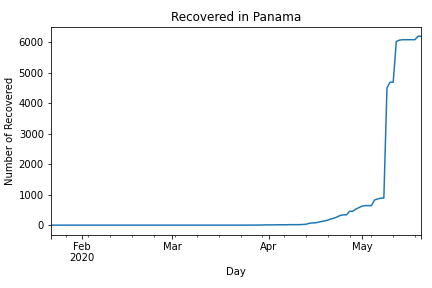 Recovered in Panama
Number of Recovered
6000
5000
4000
3000
2000
1000
0
Feb
2020
Mar
Apr
May
Day